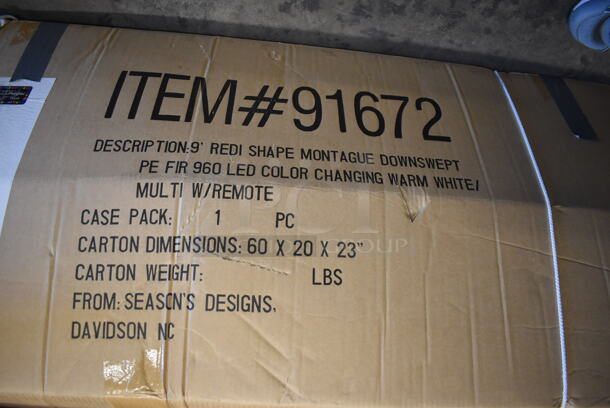 ITEM#91672
DESCRIPTION:9' REDI SHAPE MONTAGUE DOWNSWEPT
PE FIR 960 LED COLOR CHANGING WARM WHITE/
MULTI W/REMOTE
CASE PACK: 1 PC
CARTON DIMENSIONS: 60 X 20 X 23"
CARTON WEIGHT: LBS
FROM: SEASON'S DESIGNS,
DAVIDSON NC